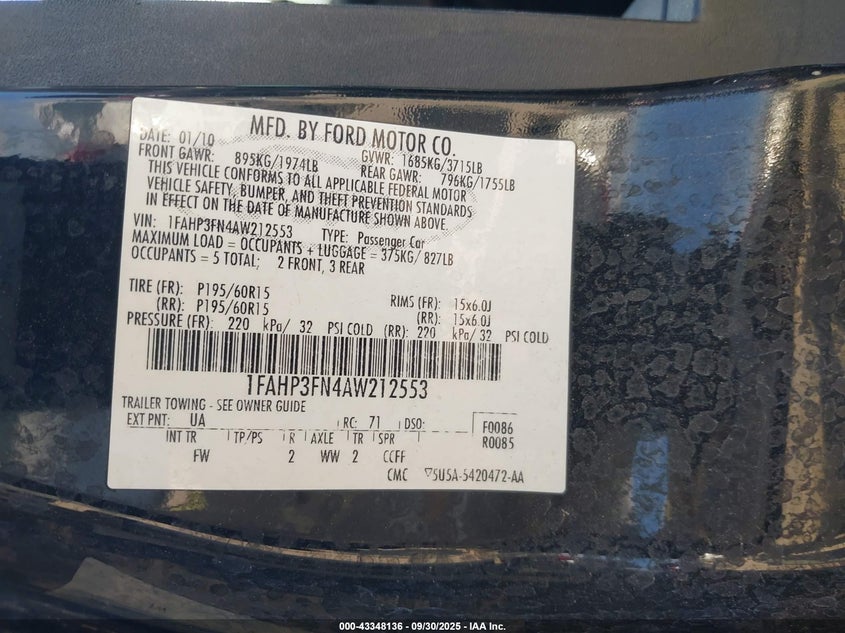 MFD. BY FORD MOTOR CO.
DATE: 01/10 GVWR: 1685KG/3715LB
FRONT GAWR: 895KG/1974LB REAR GAWR: 796KG/1755LB
THIS VEHICLE CONFORMS TO ALL APPLICABLE FEDERAL MOTOR
VEHICLE SAFETY, BUMPER, AND THEFT PREVENTION STANDARDS
IN EFFECT ON THE DATE OF MANUFACTURE SHOWN ABOVE.
VIN: 1FAHP3FN4AW212553 TYPE: Passenger Car
MAXIMUM LOAD = OCCUPANTS + LUGGAGE = 375KG/ 827LB
OCCUPANTS = 5 TOTAL; 2 FRONT, 3 REAR
TIRE (FR): P195/60R15 RIMS (FR): 15x6.0J
(RR): P195/60R15 (RR): 15x6.0J
PRESSURE (FR): 220 kPa/ 32 PSI COLD (RR): 220 kPa/ 32 PSI COLD
1FAHP3FN4AW212553
TRAILER TOWING - SEE OWNER GUIDE
EXT PNT: UA RC: 71 DSO: F0086
R0085
INT TR TP/PS R AXLE TR SPR
FW 2 WW 2 CCFF
CMC 5USA-5420472-AA
000-43348136 - 09/30/2025 - IAA Inc.